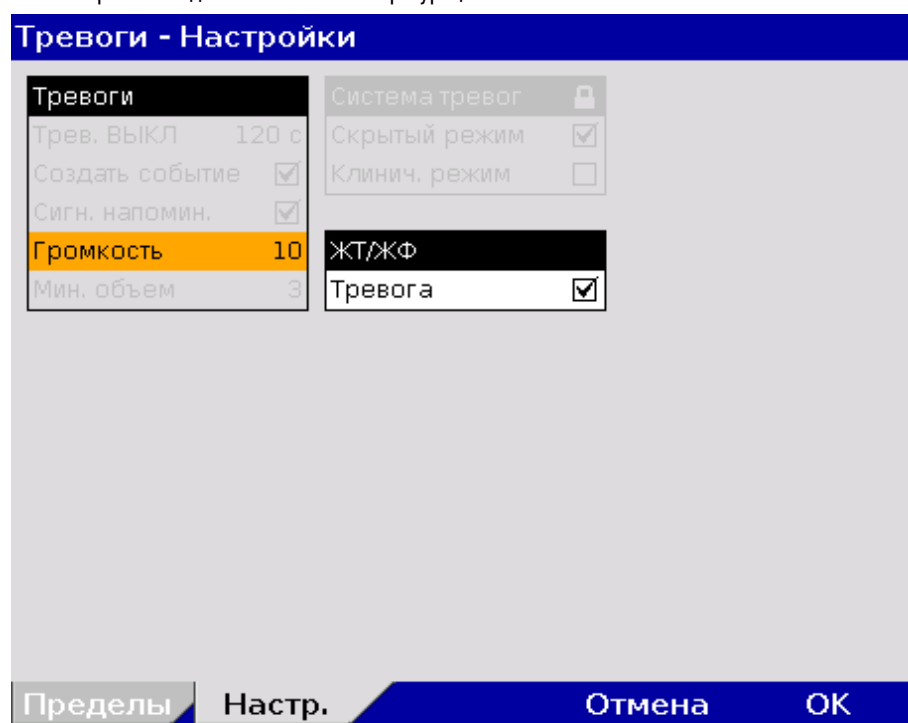 Тревоги - Настройки
Тревоги
Трев. ВЫКЛ 120 с
Создать событие
Сигн. напомин.
Громкость 10
Мин. объем 3
Система тревог
Скрытый режим
Клинич. режим
ЖТ/ЖФ
Тревога
Пределы Настр. Отмена OK